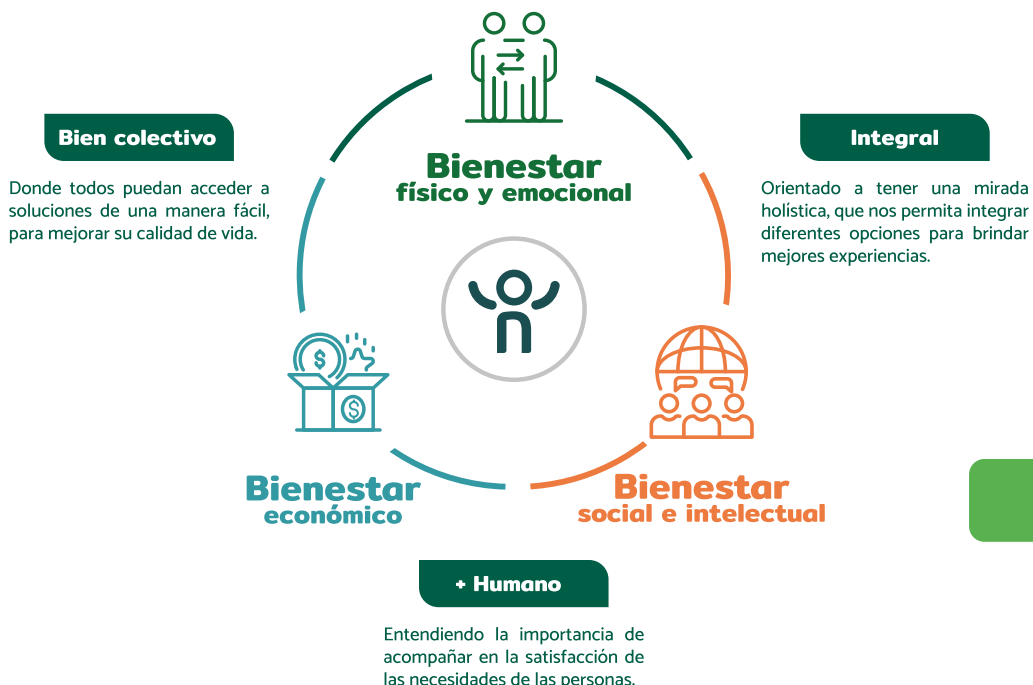 Bien colectivo
Donde todos puedan acceder a
soluciones de una manera fácil,
para mejorar su calidad de vida.
Bienestar
físico y emocional
Integral
Orientado a tener una mirada
holística, que nos permita integrar
diferentes opciones para brindar
mejores experiencias.
$
$
Bienestar
económico
Bienestar
social e intelectual
+ Humano
Entendiendo la importancia de
acompañar en la satisfacción de
las necesidades de las personas.